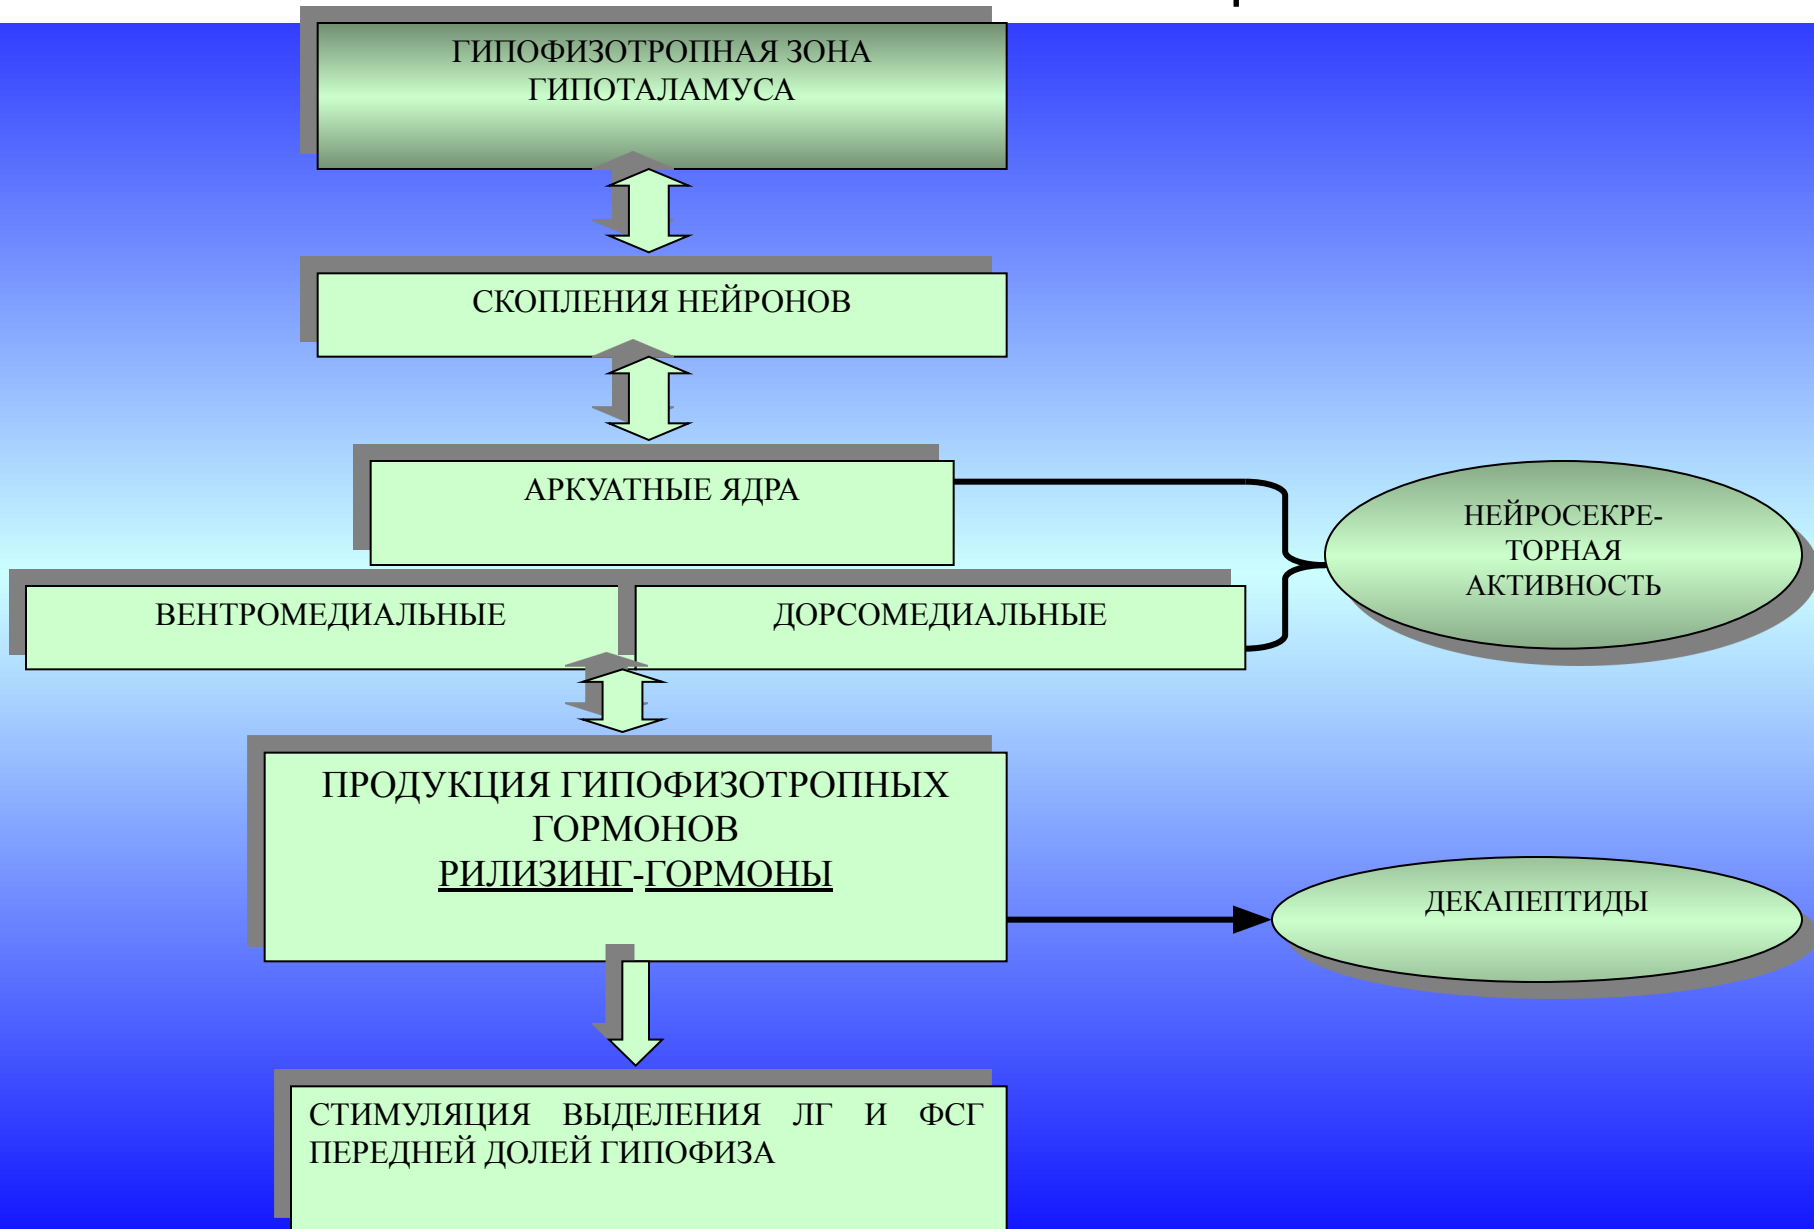 ГИПОФИЗОТРОПНАЯ ЗОНА
ГИПОТАЛАМУСА
СКОПЛЕНИЯ НЕЙРОНОВ
АРКУАТНЫЕ ЯДРА
НЕЙРОСЕКРЕ-
ТОРНАЯ
АКТИВНОСТЬ
ВЕНТРОМЕДИАЛЬНЫЕ
ДОРСОМЕДИАЛЬНЫЕ
ПРОДУКЦИЯ ГИПОФИЗОТРОПНЫХ
ГОРМОНОВ
РИЛИЗИНГ-ГОРМОНЫ
ДЕКАПЕПТИДЫ
СТИМУЛЯЦИЯ ВЫДЕЛЕНИЯ ЛГ И ФСГ
ПЕРЕДНЕЙ ДОЛЕЙ ГИПОФИЗА